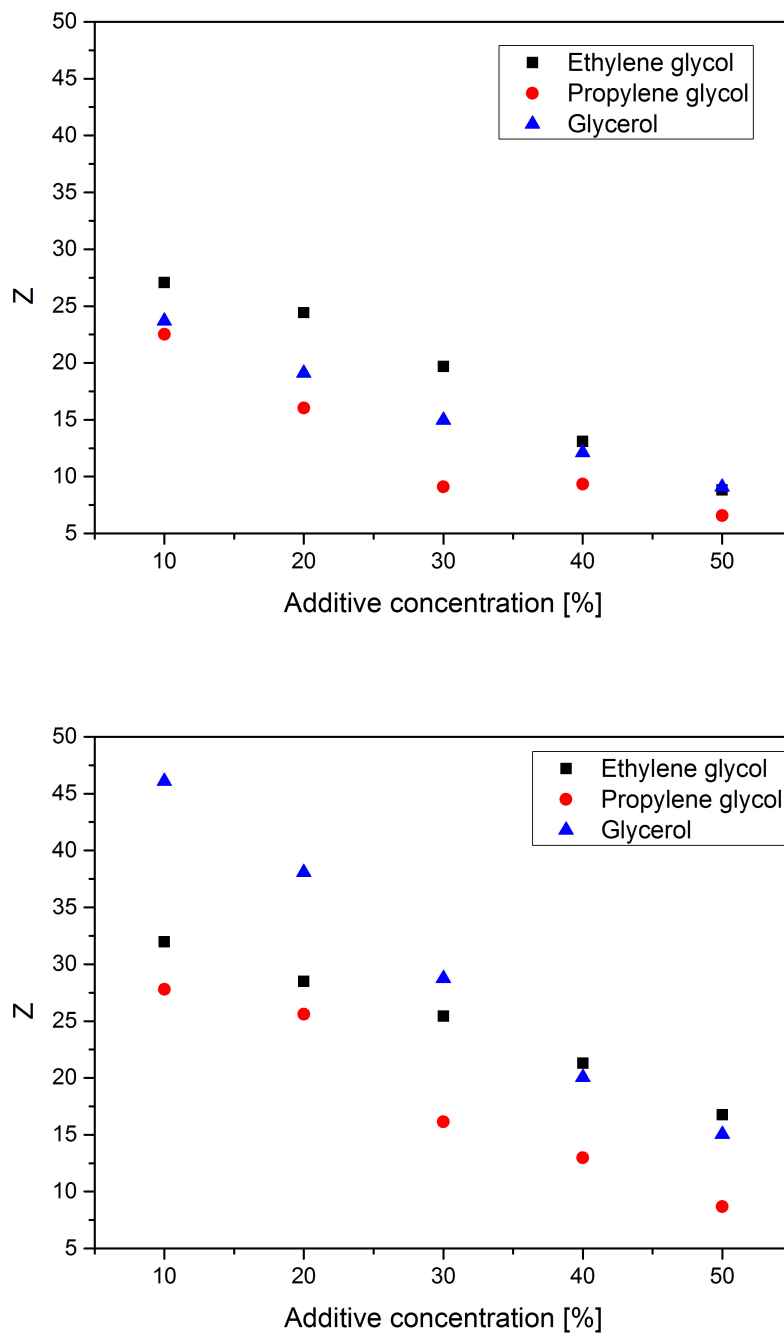 50
45
40
35
30
25
20
15
10
5
Z
Ethylene glycol
Propylene glycol
Glycerol
10 20 30 40 50
Additive concentration [%]
50
45
40
35
30
25
20
15
10
5
Z
Ethylene glycol
Propylene glycol
Glycerol
10 20 30 40 50
Additive concentration [%]